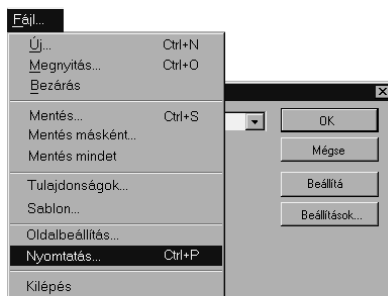 Fájl...
Új... Ctrl+N
Megnyitás... Ctrl+O
Bezárás
Mentés... Ctrl+S
Mentés másként...
Mentés mindet
Tulajdonságok...
Sablon...
Oldalbeállítás...
Nyomtatás... Ctrl+P
Kilépés
OK
Mégse
Beállítá
Beállítások...